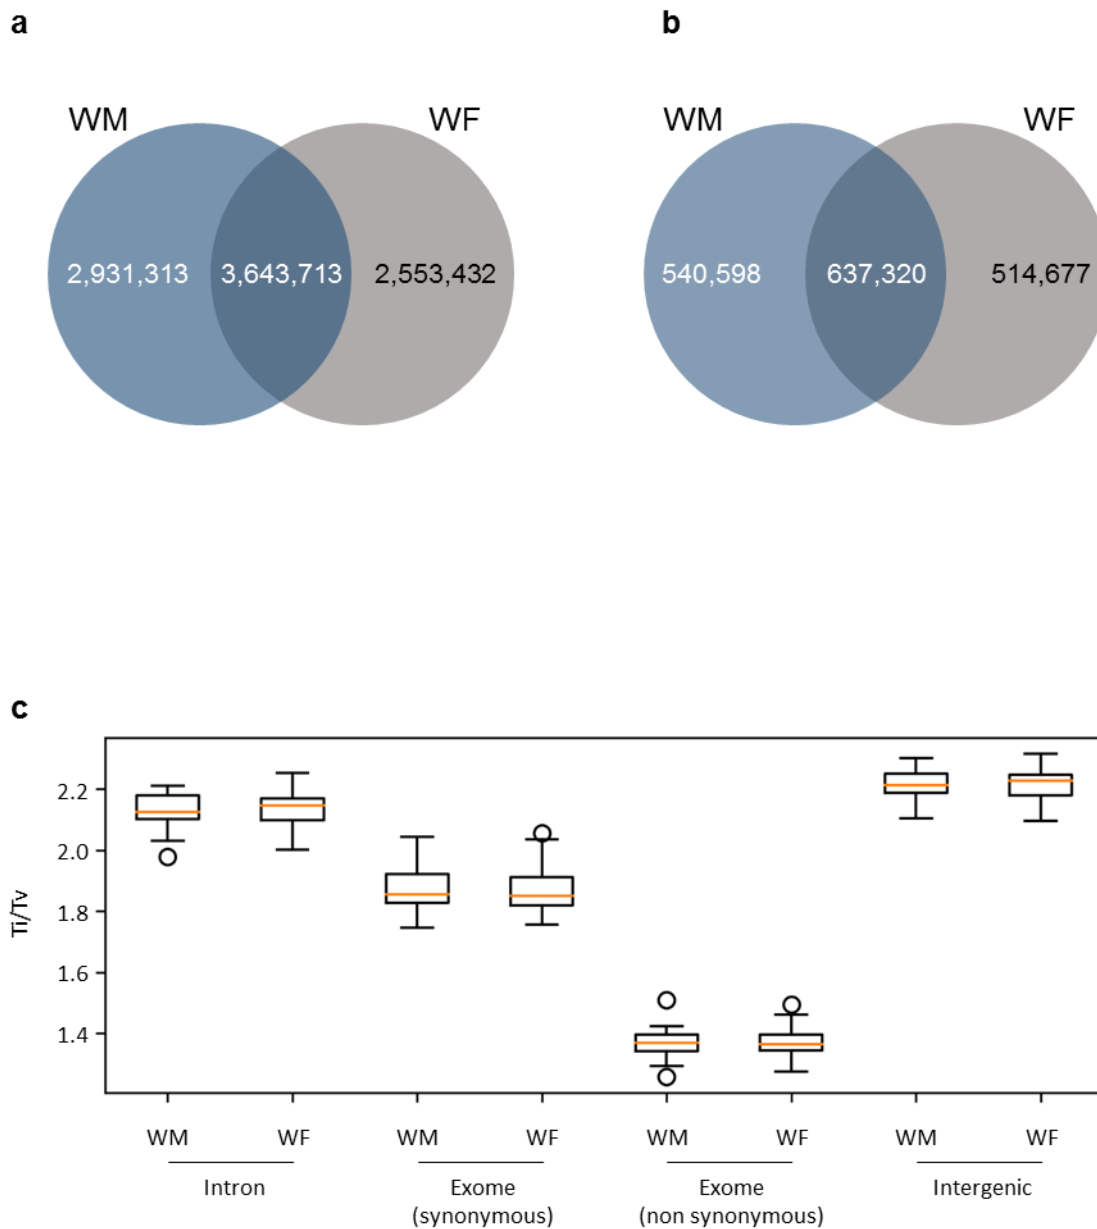 a
b
WM
WF
WM
WF
2,931,313
3,643,713
2,553,432
540,598
637,320
514,677
c
Ti/Tv
2.2
2.0
1.8
1.6
1.4
WM
WF
WM
WF
WM
WF
WM
WF
Intron
Exome
(synonymous)
Exome
(non synonymous)
Intergenic